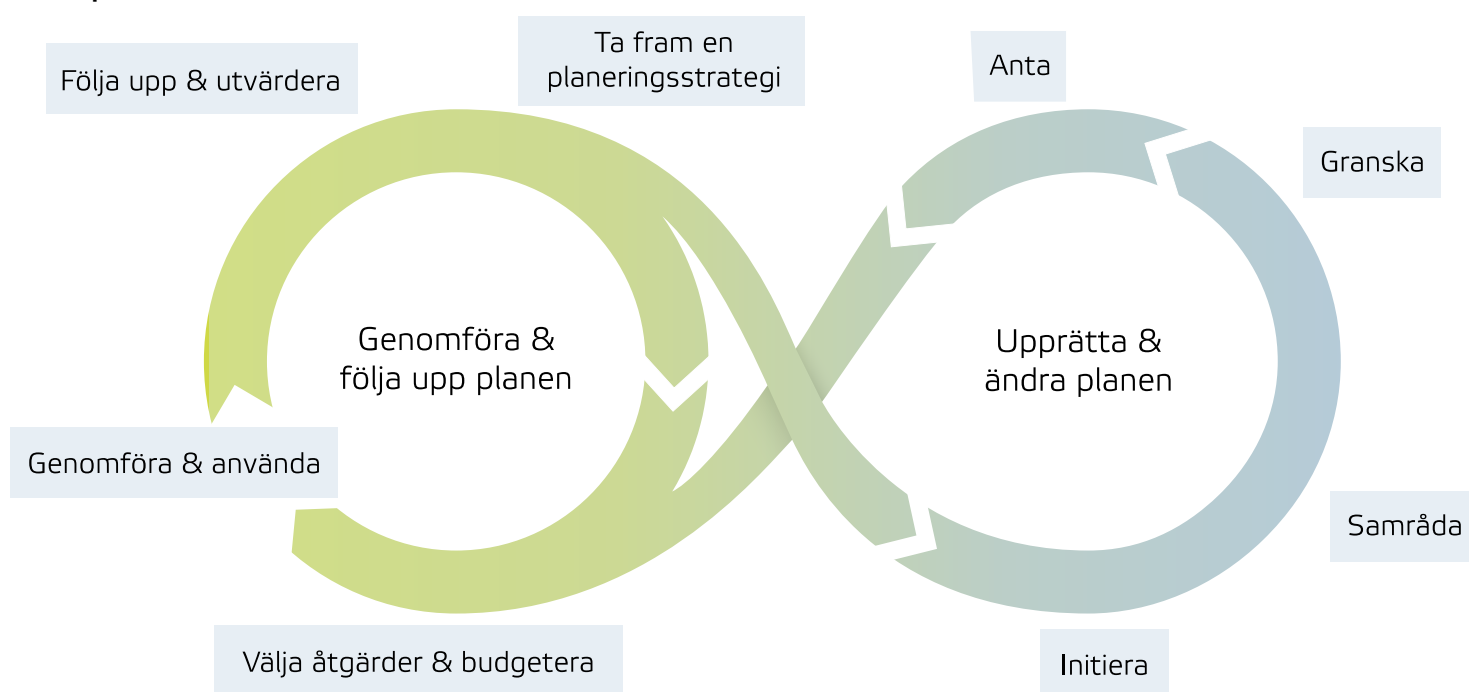 Följa upp & utvärdera
Ta fram en
planeringsstrategi
Anta
Granska
Genomföra &
följa upp planen
Upprätta &
ändra planen
Genomföra & använda
Samråda
Välja åtgärder & budgetera
Initiera